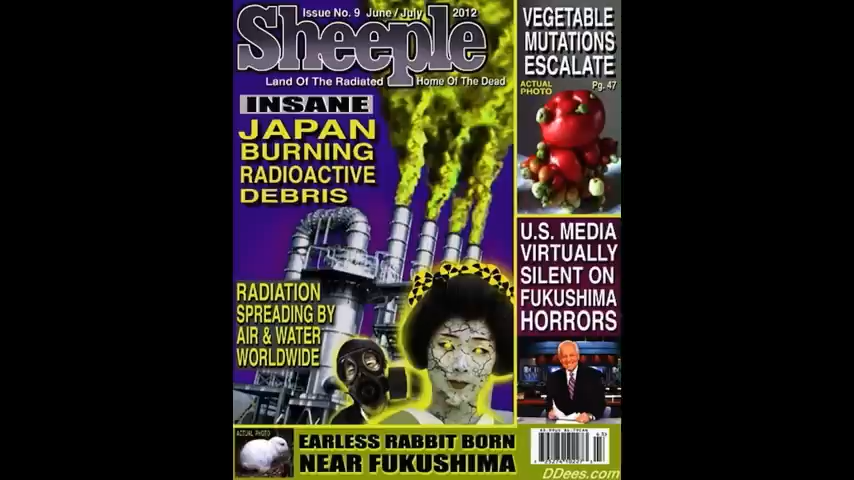 Issue No. 9 June / July 2012
Sheeple
Land Of The Radiated Home Of The Dead
INSANE
JAPAN
BURNING
RADIOACTIVE
DEBRIS
RADIATION
SPREADING BY
AIR & WATER
WORLDWIDE
ACTUAL PHOTO
EARLESS RABBIT BORN
NEAR FUKUSHIMA
VEGETABLE
MUTATIONS
ESCALATE
ACTUAL
PHOTO
Pg. 47
U.S. MEDIA
VIRTUALLY
SILENT ON
FUKUSHIMA
HORRORS
DDees.com